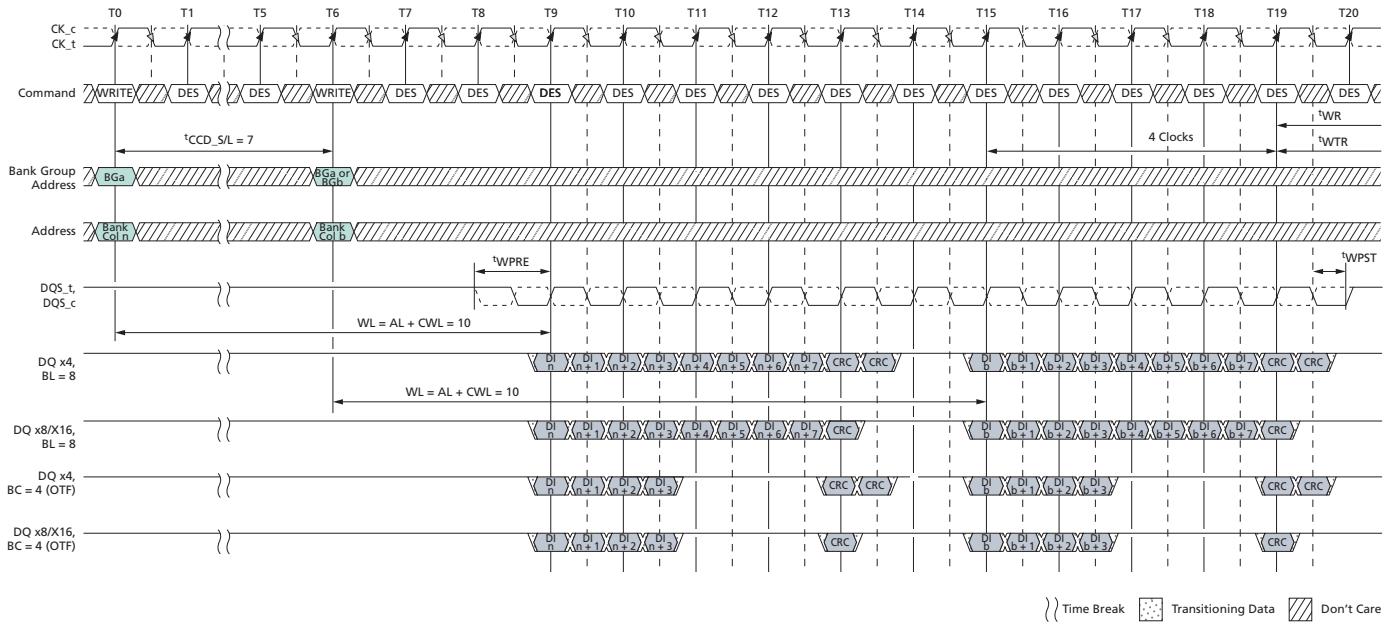 T0 T1 T5 T6 T7 T8 T9 T10 T11 T12 T13 T14 T15 T16 T17 T18 T19 T20
CK_c
CK_t
Command WRITE DES DES WRITE DES DES DES DES DES DES DES DES DES DES DES DES DES DES
tWR
tCCD_S/L = 7
4 Clocks
tWTR
Bank Group
Address
BGa
BGa or
BGb
Address
Bank
Col n
Bank
Col b
tWPRE
tWPST
DQS_t,
DQS_c
WL = AL + CWL = 10
DQ x4,
BL = 8
DI
n
DI
n + 1
DI
n + 2
DI
n + 3
DI
n + 4
DI
n + 5
DI
n + 6
DI
n + 7
CRC CRC
DI
b
DI
b + 1
DI
b + 2
DI
b + 3
DI
b + 4
DI
b + 5
DI
b + 6
DI
b + 7
CRC CRC
WL = AL + CWL = 10
DQ x8/X16,
BL = 8
DI
n
DI
n + 1
DI
n + 2
DI
n + 3
DI
n + 4
DI
n + 5
DI
n + 6
DI
n + 7
CRC
DI
b
DI
b + 1
DI
b + 2
DI
b + 3
DI
b + 4
DI
b + 5
DI
b + 6
DI
b + 7
CRC
DQ x4,
BC = 4 (OTF)
DI
n
DI
n + 1
DI
n + 2
DI
n + 3
CRC CRC
DI
b
DI
b + 1
DI
b + 2
DI
b + 3
CRC CRC
DQ x8/X16,
BC = 4 (OTF)
DI
n
DI
n + 1
DI
n + 2
DI
n + 3
CRC
DI
b
DI
b + 1
DI
b + 2
DI
b + 3
CRC
Time Break Transitioning Data Don't Care